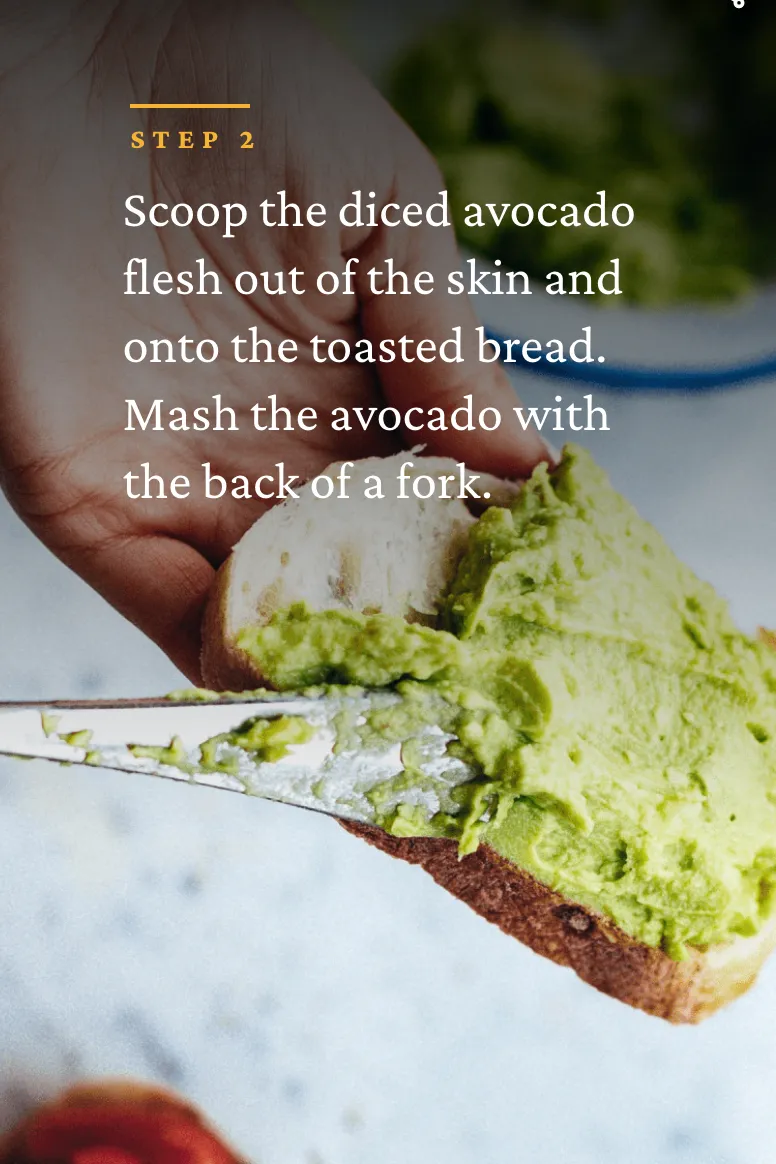 STEP 2
Scoop the diced avocado
flesh out of the skin and
onto the toasted bread.
Mash the avocado with
the back of a fork.